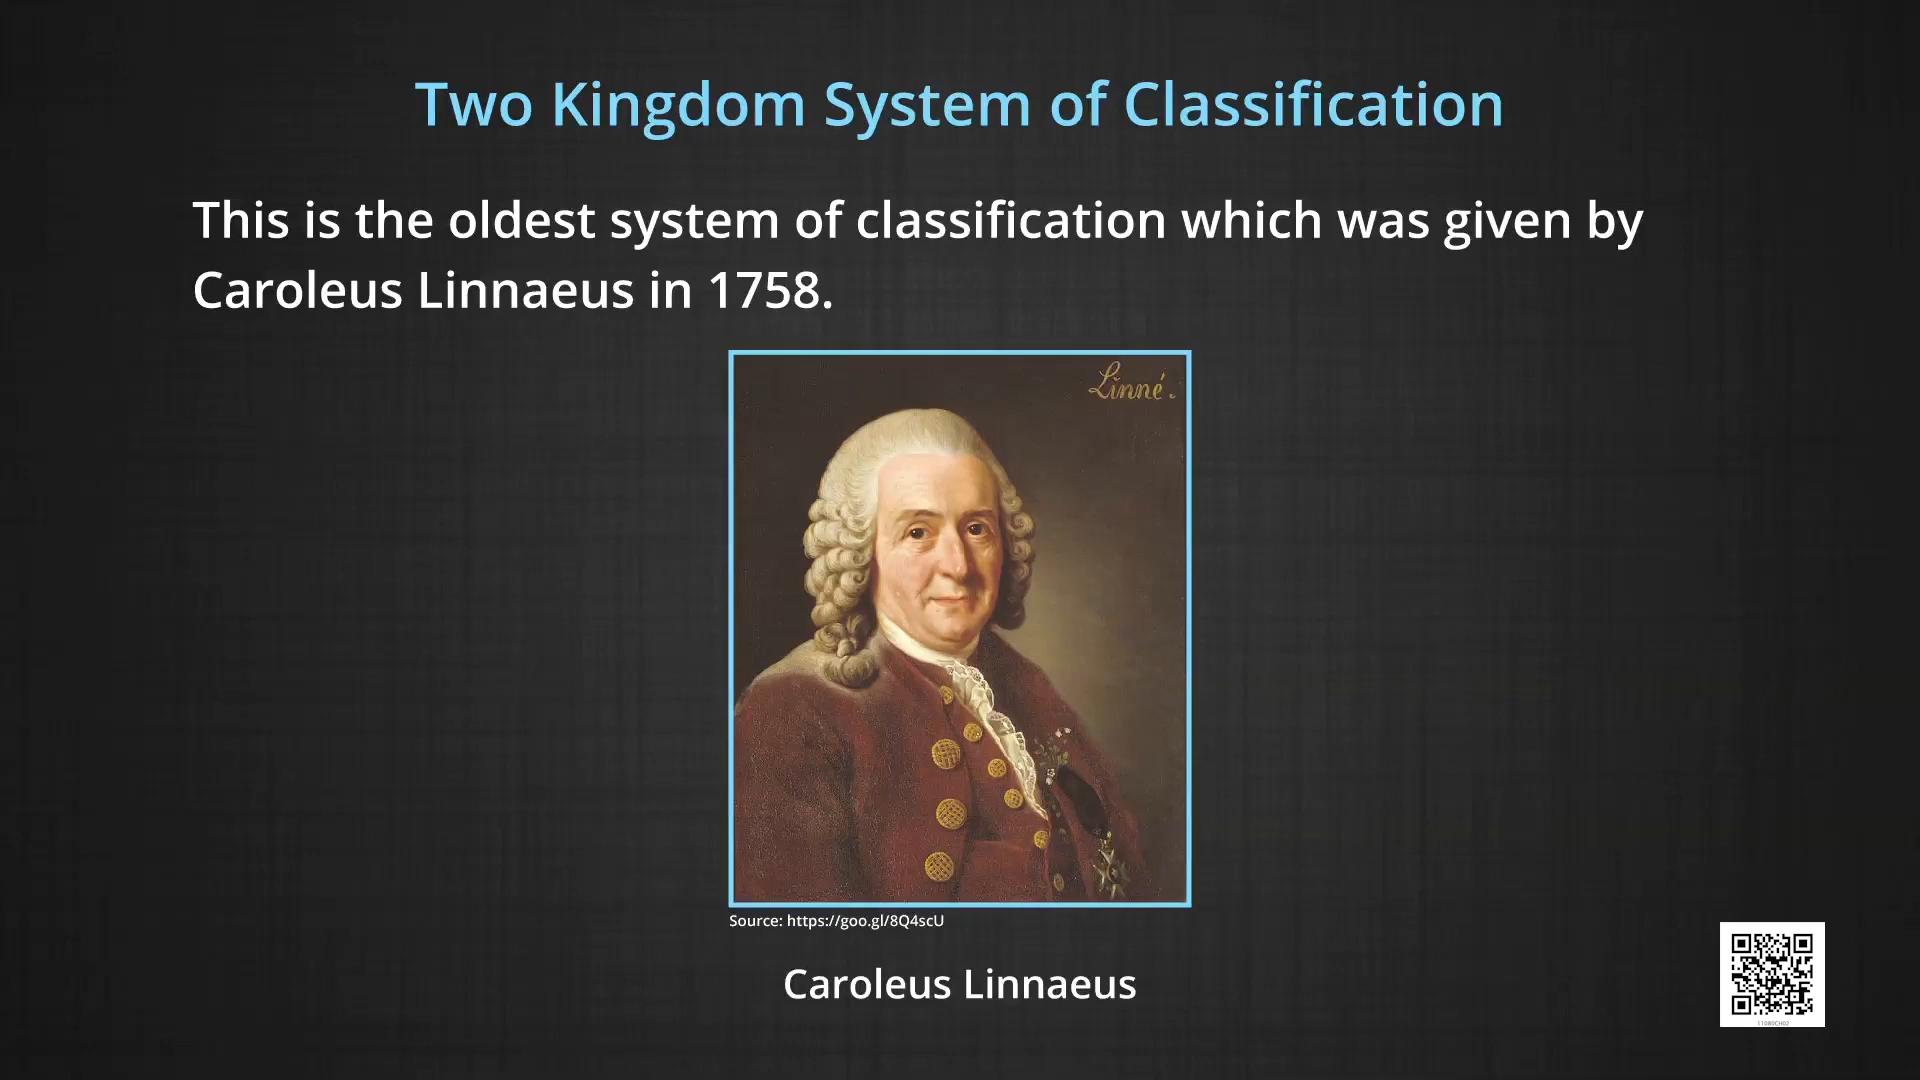 Two Kingdom System of Classification
This is the oldest system of classification which was given by
Caroleus Linnaeus in 1758.
Linné.
Source: https://goo.gl/8Q4scU
Caroleus Linnaeus
11080CH02